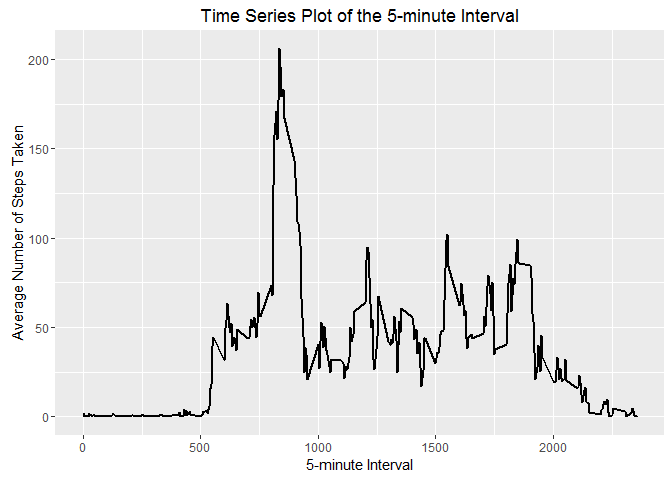 Time Series Plot of the 5-minute Interval
Average Number of Steps Taken
200
150
100
50
0
0 500 1000 1500 2000
5-minute Interval